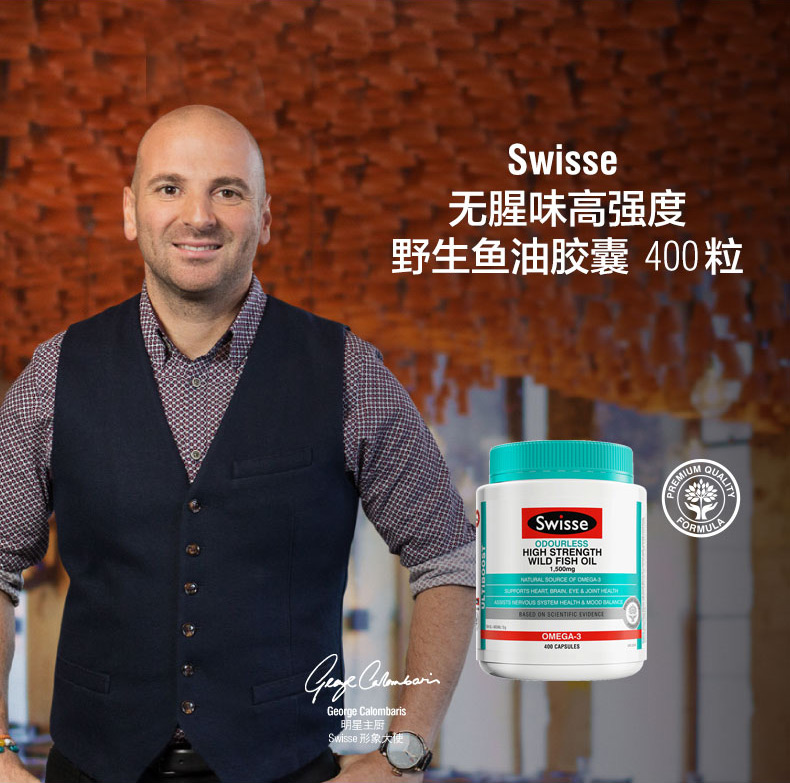 Swisse
无腥味高强度
野生鱼油胶囊 400粒
PREMIUM QUALITY
FORMULA
Swisse
ODOURLESS
HIGH STRENGTH
WILD FISH OIL
1,500mg
NATURAL SOURCE OF OMEGA-3
SUPPORTS HEART, BRAIN, EYE & JOINT HEALTH
ASSISTS NERVOUS SYSTEM HEALTH & MOOD BALANCE
BASED ON SCIENTIFIC EVIDENCE
OMEGA-3
400 CAPSULES
ULTIBOOST
George Calombaris
George Calombaris
明星主厨
Swisse 形象大使